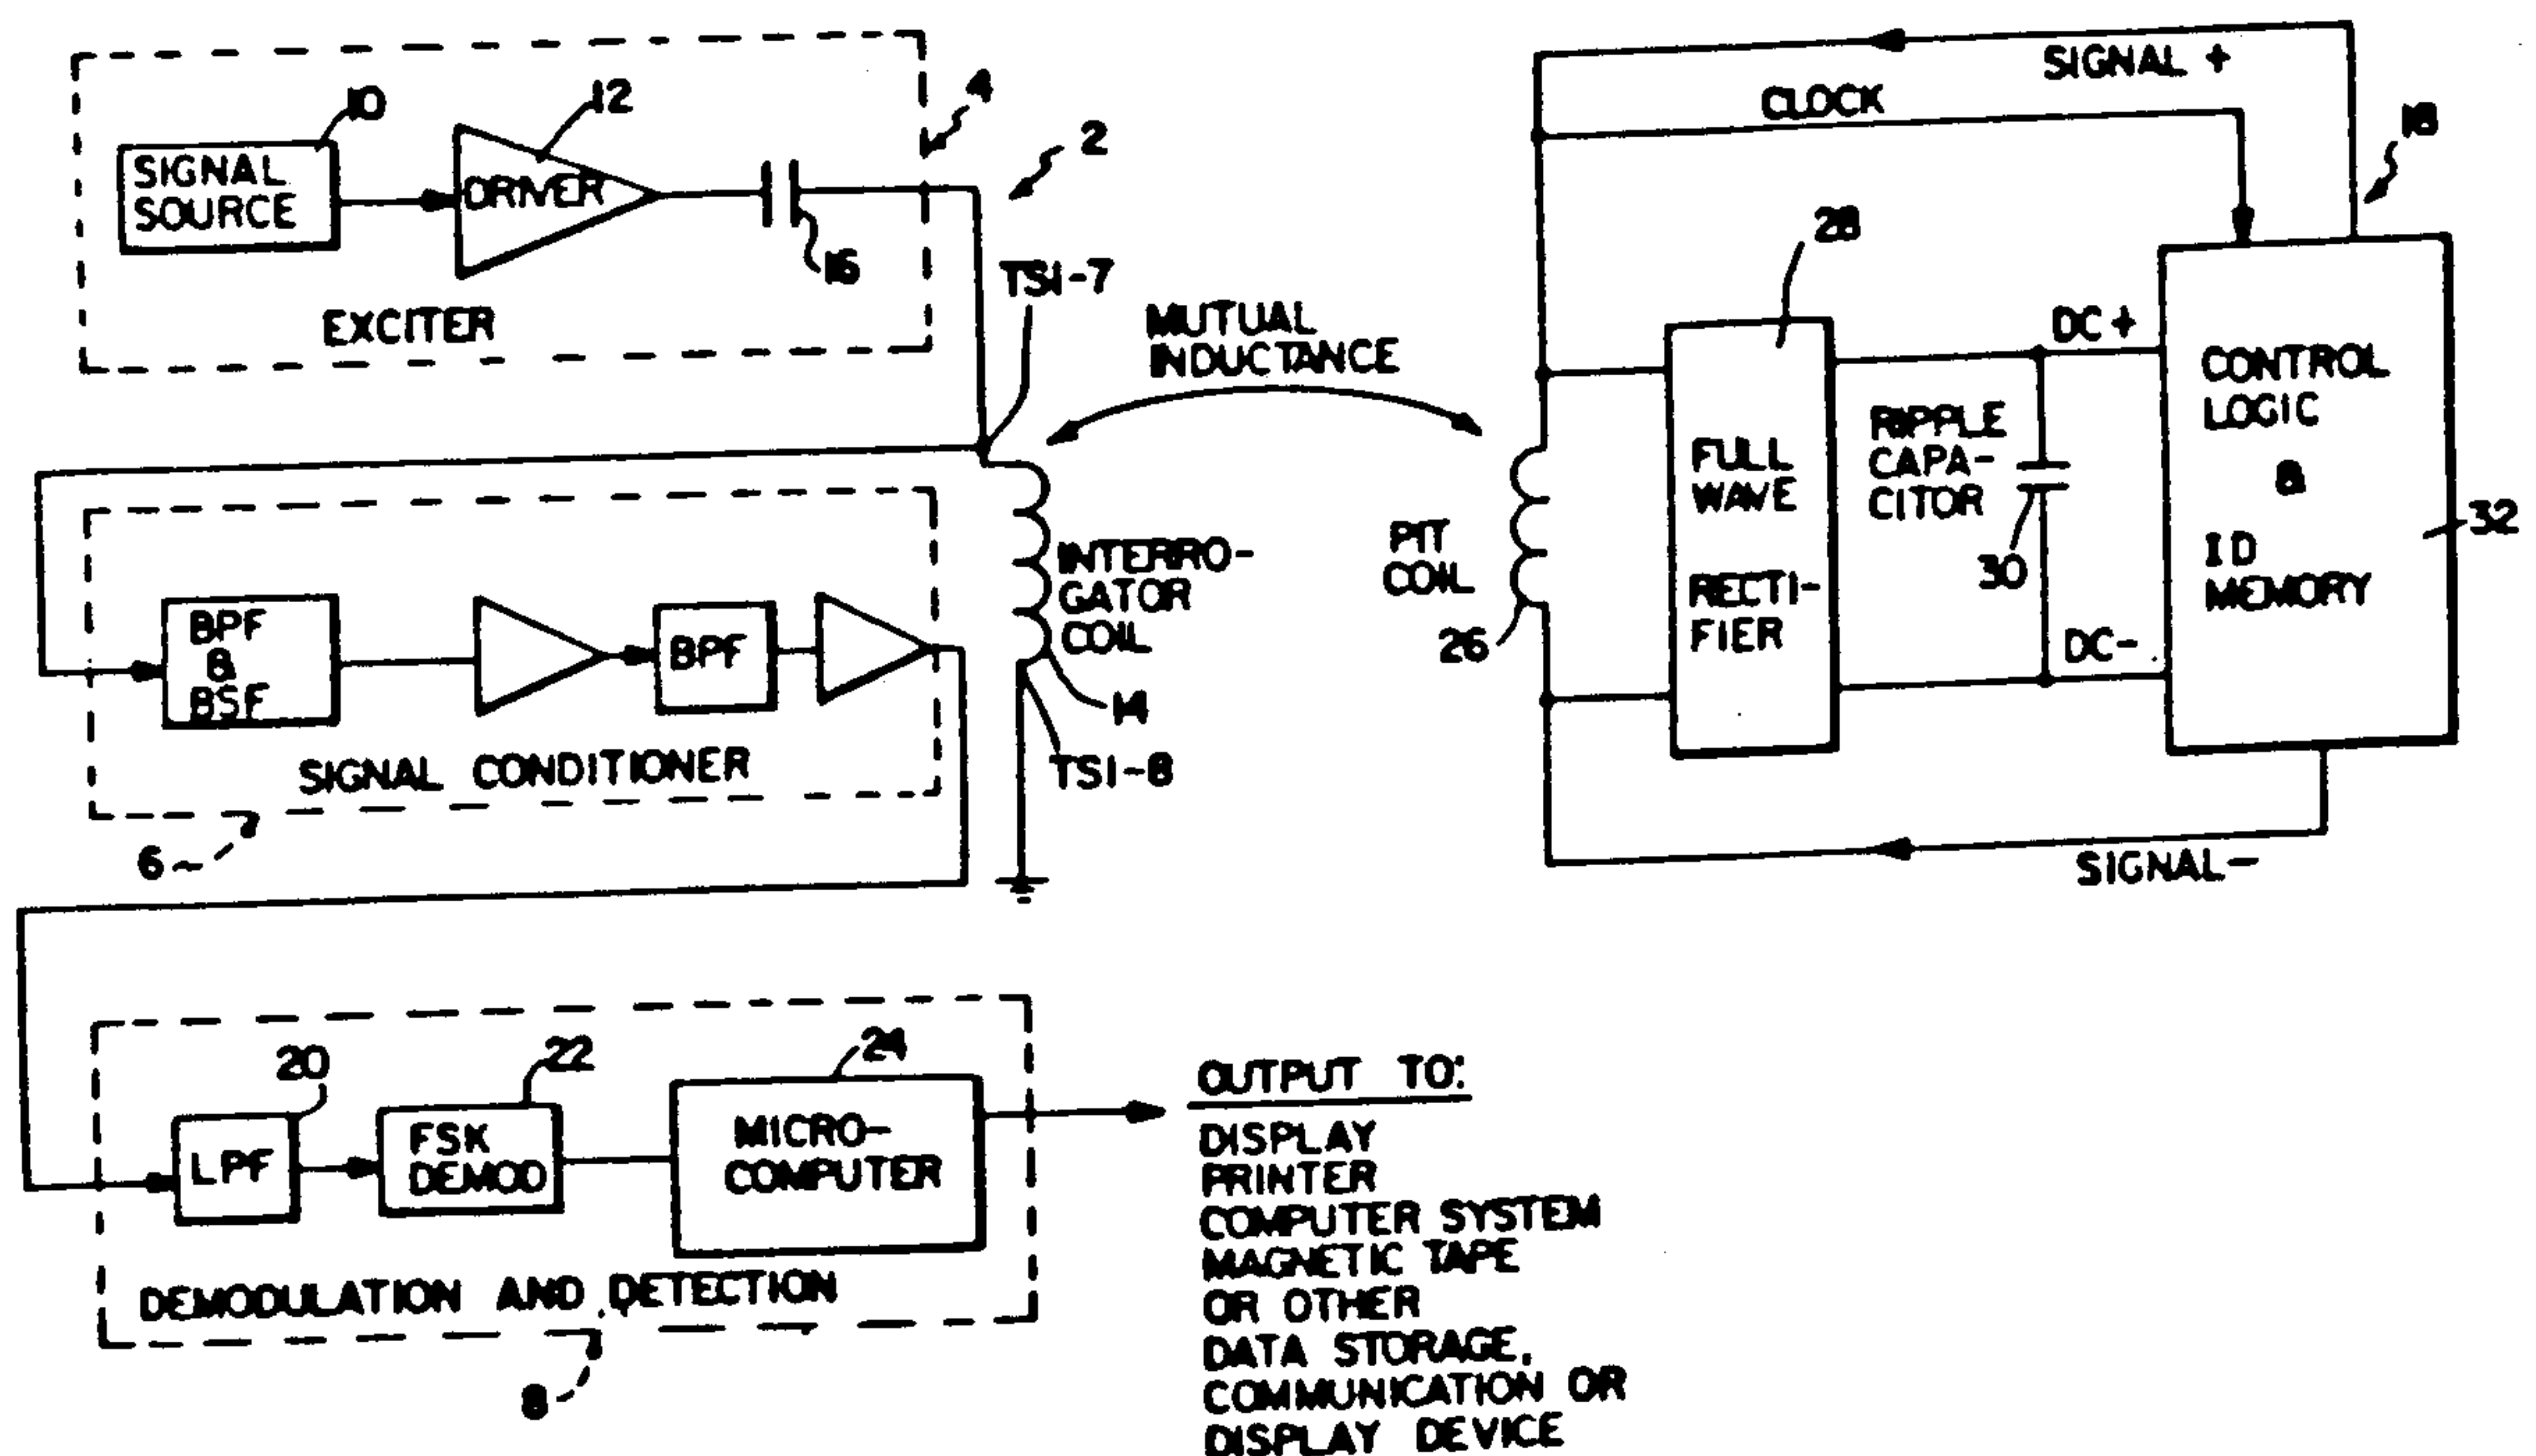 10
12
4
2
SIGNAL
SOURCE
DRIVER
16
EXCITER
TS1-7
MUTUAL
INDUCTANCE
BPF
&
BSF
BPF
SIGNAL CONDITIONER
6
INTERRO-
GATOR
COIL
14
TS1-8
20
22
24
LPF
FSK
DEMOD
MICRO-
COMPUTER
DEMODULATION AND DETECTION
8
OUTPUT TO:
DISPLAY
PRINTER
COMPUTER SYSTEM
MAGNETIC TAPE
OR OTHER
DATA STORAGE,
COMMUNICATION OR
DISPLAY DEVICE
SIGNAL +
CLOCK
18
28
PIT
COIL
26
FULL
WAVE
RECTI-
FIER
RIPPLE
CAPA-
CITOR
30
DC +
DC-
CONTROL
LOGIC
&
ID
MEMORY
32
SIGNAL-